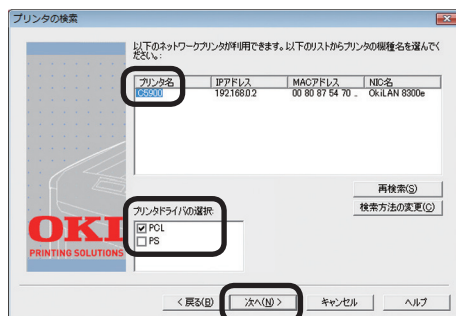 プリンタの検索
以下のネットワークプリンタが利用できます。以下のリストからプリンタの機種名を選んでく
ださい。:
プリンタ名 IPアドレス MACアドレス NIC名
C5900 192.168.0.2 00 80 87 54 70 .. OkiLAN 8300e
再検索(S)
検索方法の変更(C)
プリンタドライバの選択:
PCL
PS
OKI
PRINTING SOLUTIONS
< 戻る(B)
次へ(N) >
キャンセル
ヘルプ